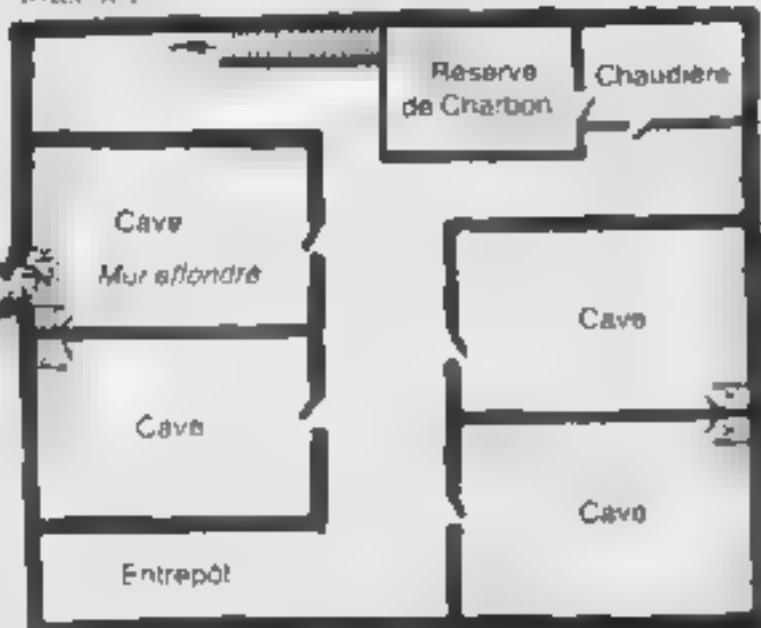 Réserve
de Charbon
Chaudière
Cave
Mur effondré
Cave
Cave
Cave
Entrepôt